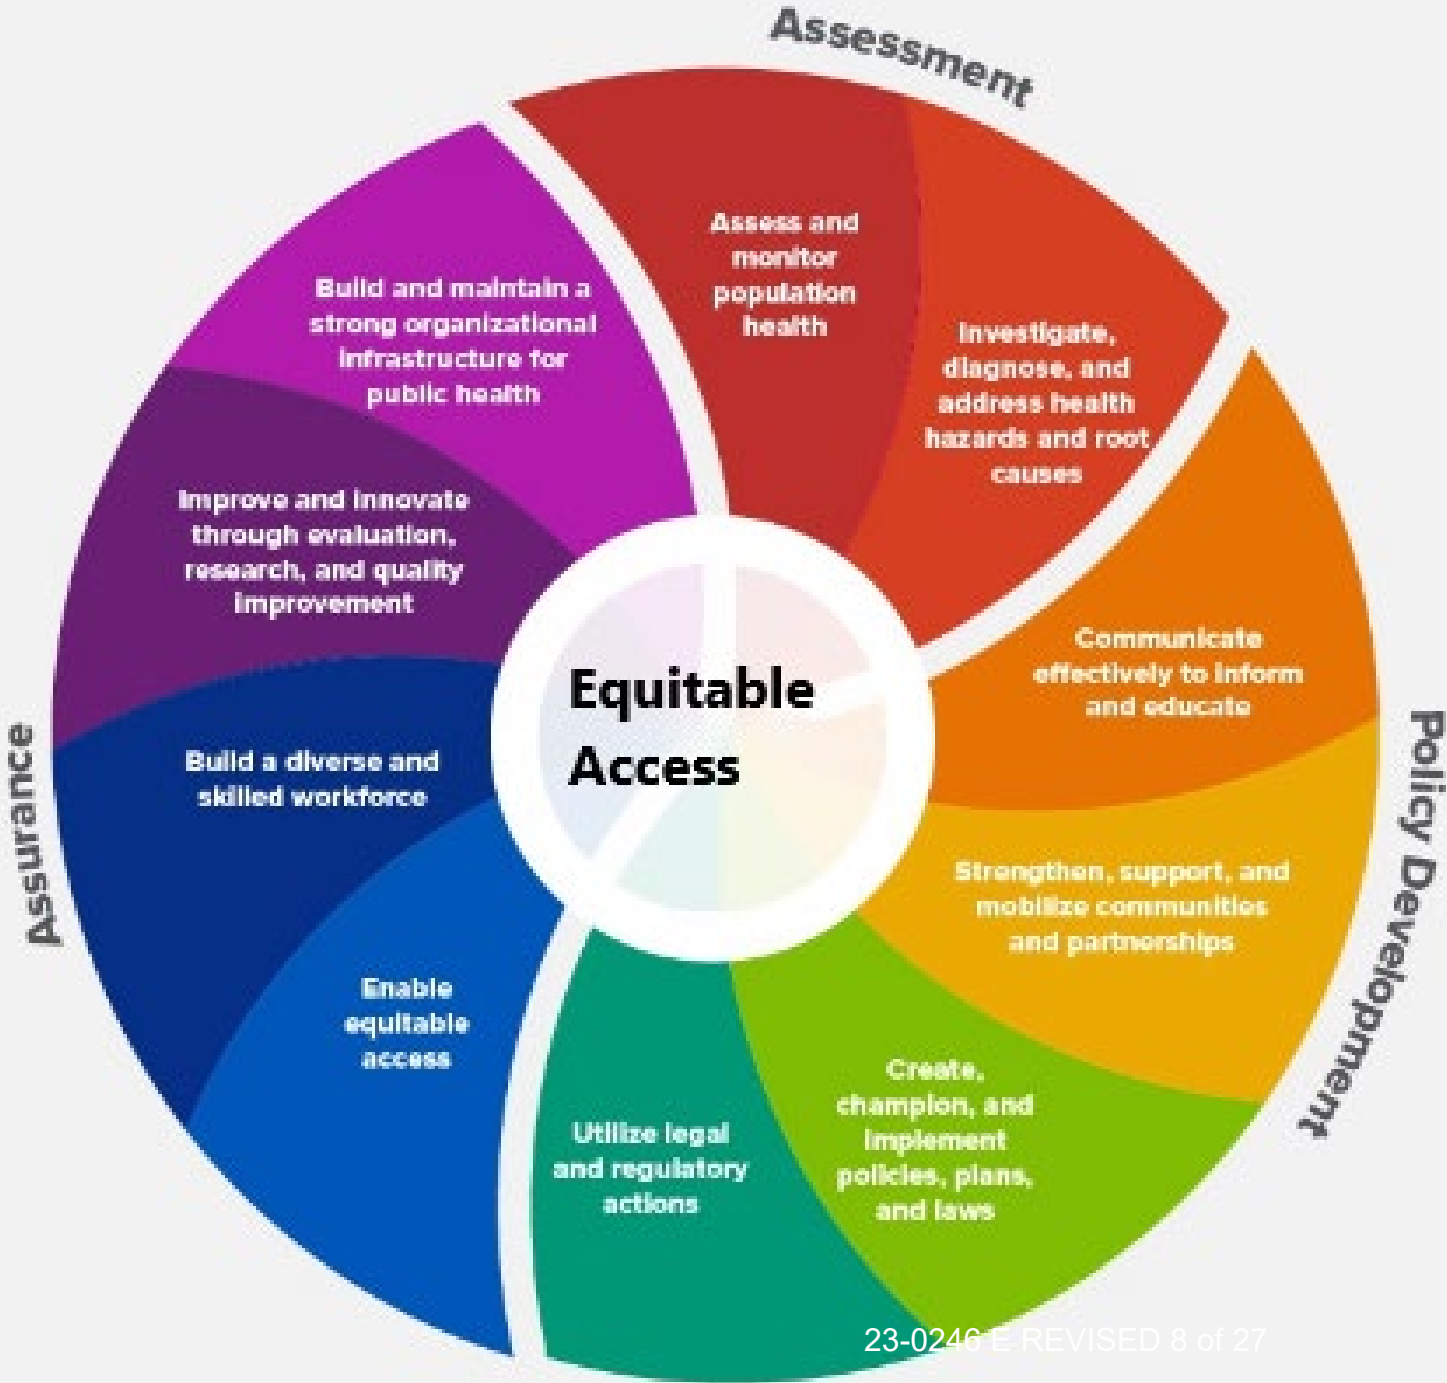 Assessment
Assess and
monitor
population
health
Investigate,
diagnose, and
address health
hazards and root
causes
Policy Development
Communicate
effectively to inform
and educate
Strengthen, support, and
mobilize communities
and partnerships
Create,
champion, and
implement
policies, plans,
and laws
Utilize legal
and regulatory
actions
Assurance
Enable
equitable
access
Build a diverse and
skilled workforce
Improve and innovate
through evaluation,
research, and quality
improvement
Build and maintain a
strong organizational
infrastructure for
public health
Equitable
Access
23-0246 E REVISED 8 of 27